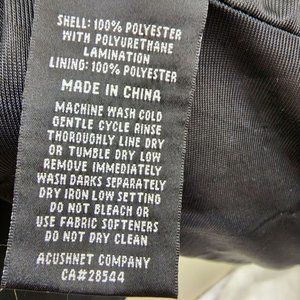 SHELL: 100% POLYESTER
WITH POLYURETHANE
LAMINATION
LINING: 100% POLYESTER
MADE IN CHINA
MACHINE WASH COLD
GENTLE CYCLE RINSE
THOROUGHLY LINE DRY
OR TUMBLE DRY LOW
REMOVE IMMEDIATELY
WASH DARKS SEPARATELY
DRY IRON LOW SETTING
DO NOT BLEACH OR
USE FABRIC SOFTENERS
DO NOT DRY CLEAN
ACUSHNET COMPANY
CA#28544